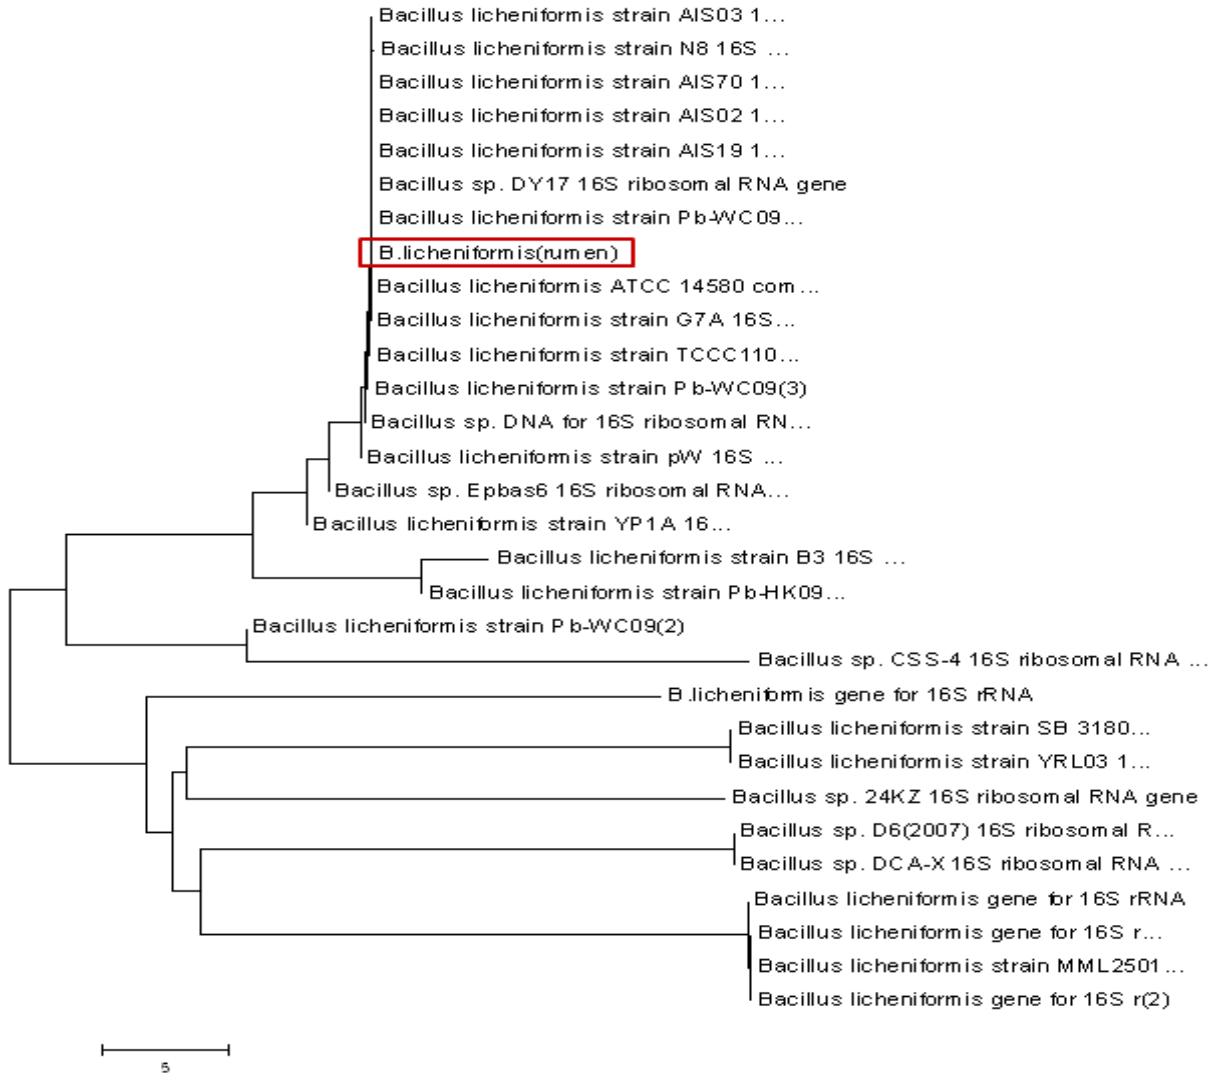 Bacillus licheniformis strain AIS03 1...
Bacillus licheniformis strain N8 16S ...
Bacillus licheniformis strain AIS70 1...
Bacillus licheniformis strain AIS02 1...
Bacillus licheniformis strain AIS19 1...
Bacillus sp. DY17 16S ribosomal RNA gene
Bacillus licheniformis strain Pb-WC09...
B.licheniformis(rumen)
Bacillus licheniformis ATCC 14580 com...
Bacillus licheniformis strain G7A 16S...
Bacillus licheniformis strain TCCC110...
Bacillus licheniformis strain Pb-WC09(3)
Bacillus sp. DNA for 16S ribosomal RN...
Bacillus licheniformis strain pW 16S ...
Bacillus sp. Epbas6 16S ribosomal RNA...
Bacillus licheniformis strain YP1A 16...
Bacillus licheniformis strain B3 16S ...
Bacillus licheniformis strain Pb-HK09...
Bacillus licheniformis strain Pb-WC09(2)
Bacillus sp. CSS-4 16S ribosomal RNA ...
B.licheniformis gene for 16S rRNA
Bacillus licheniformis strain SB 3180...
Bacillus licheniformis strain YRL03 1...
Bacillus sp. 24KZ 16S ribosomal RNA gene
Bacillus sp. D6(2007) 16S ribosomal R...
Bacillus sp. DCA-X 16S ribosomal RNA ...
Bacillus licheniformis gene for 16S rRNA
Bacillus licheniformis gene for 16S r...
Bacillus licheniformis strain MML2501...
Bacillus licheniformis gene for 16S r(2)
5